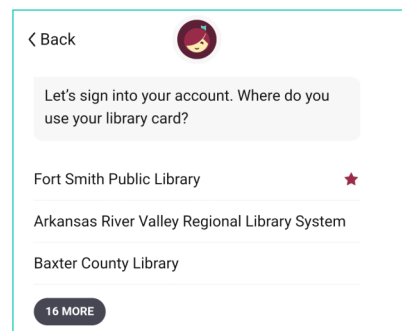 Back
Let’s sign into your account. Where do you
use your library card?
Fort Smith Public Library
Arkansas River Valley Regional Library System
Baxter County Library
16 MORE